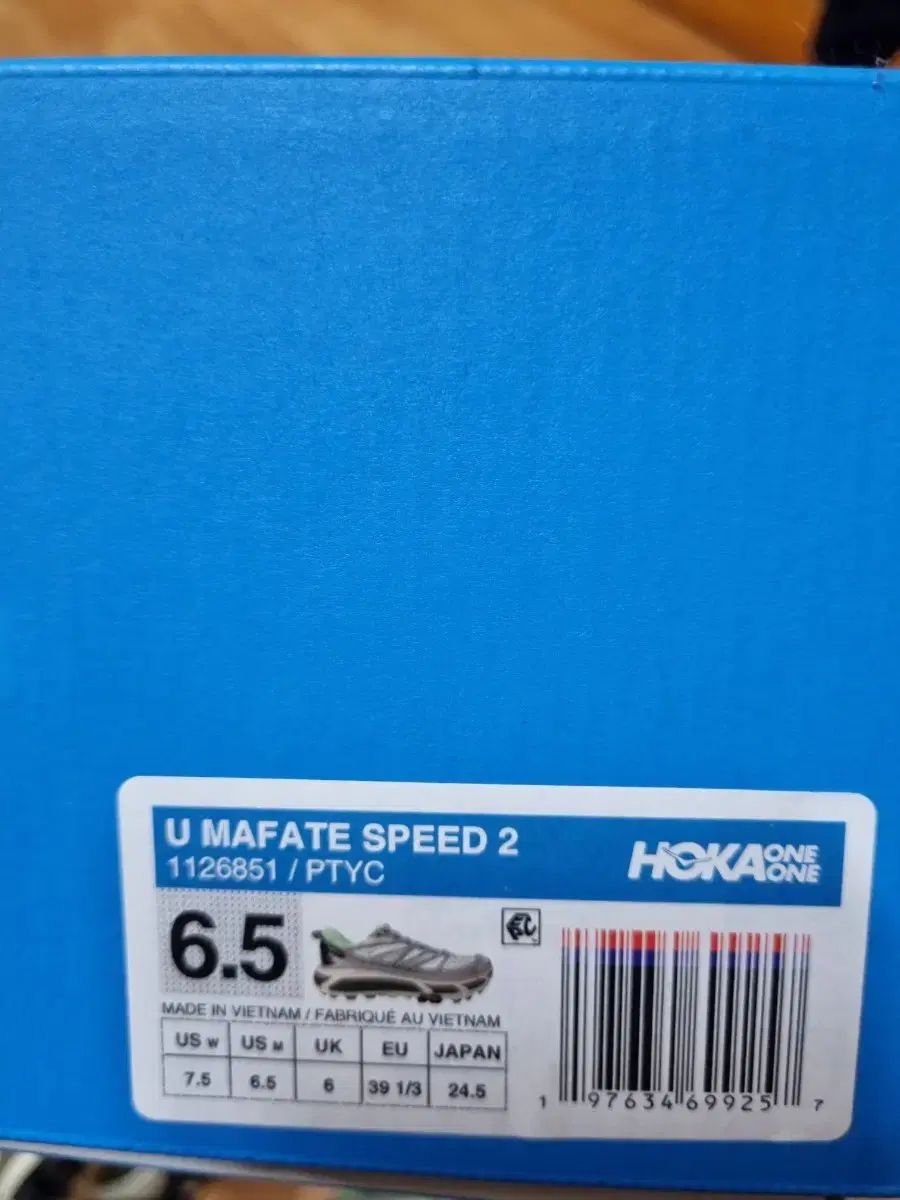 U MAFATE SPEED 2
1126851 / PTYC
HOKA ONE ONE
6.5
MADE IN VIETNAM / FABRIQUÉ AU VIETNAM
US W US M UK EU JAPAN
7.5 6.5 6 39 1/3 24.5
1 97634 69925 7